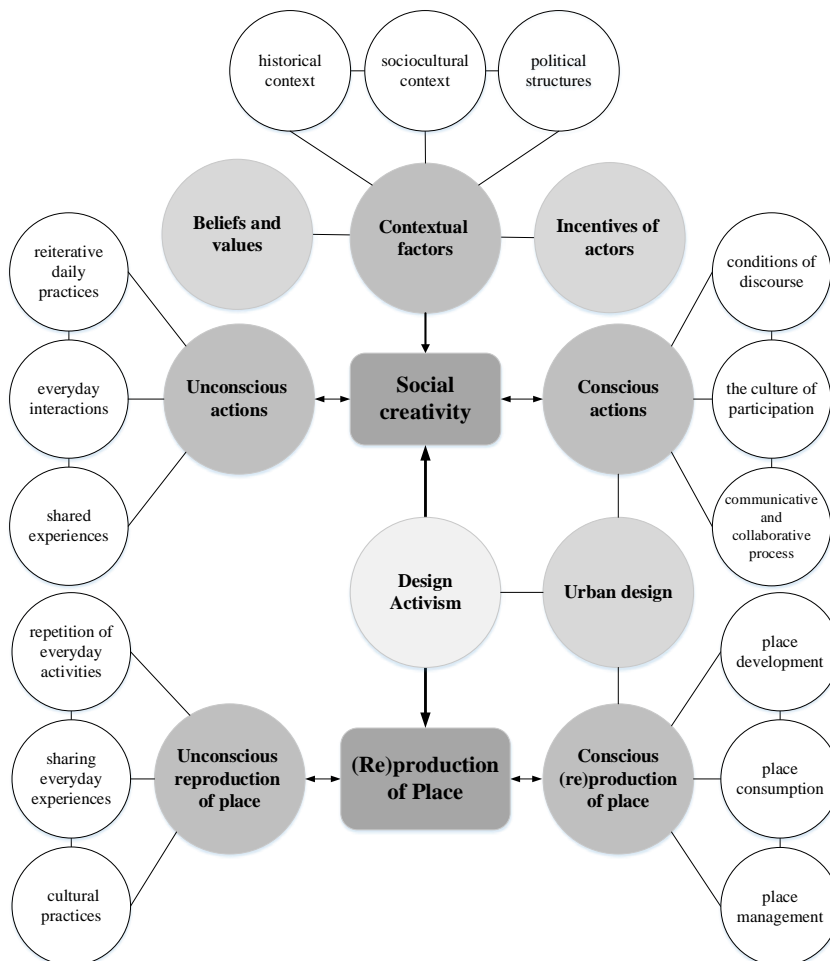 historical
context
sociocultural
context
political
structures
Beliefs and
values
Contextual
factors
Incentives of
actors
reiterative
daily
practices
conditions of
discourse
Unconscious
actions
Social
creativity
Conscious
actions
everyday
interactions
the culture of
participation
shared
experiences
communicative
and
collaborative
process
Design
Activism
Urban design
repetition of
everyday
activities
place
development
Unconscious
reproduction
of place
(Re)production
of Place
Conscious
(re)production
of place
sharing
everyday
experiences
place
consumption
cultural
practices
place
management